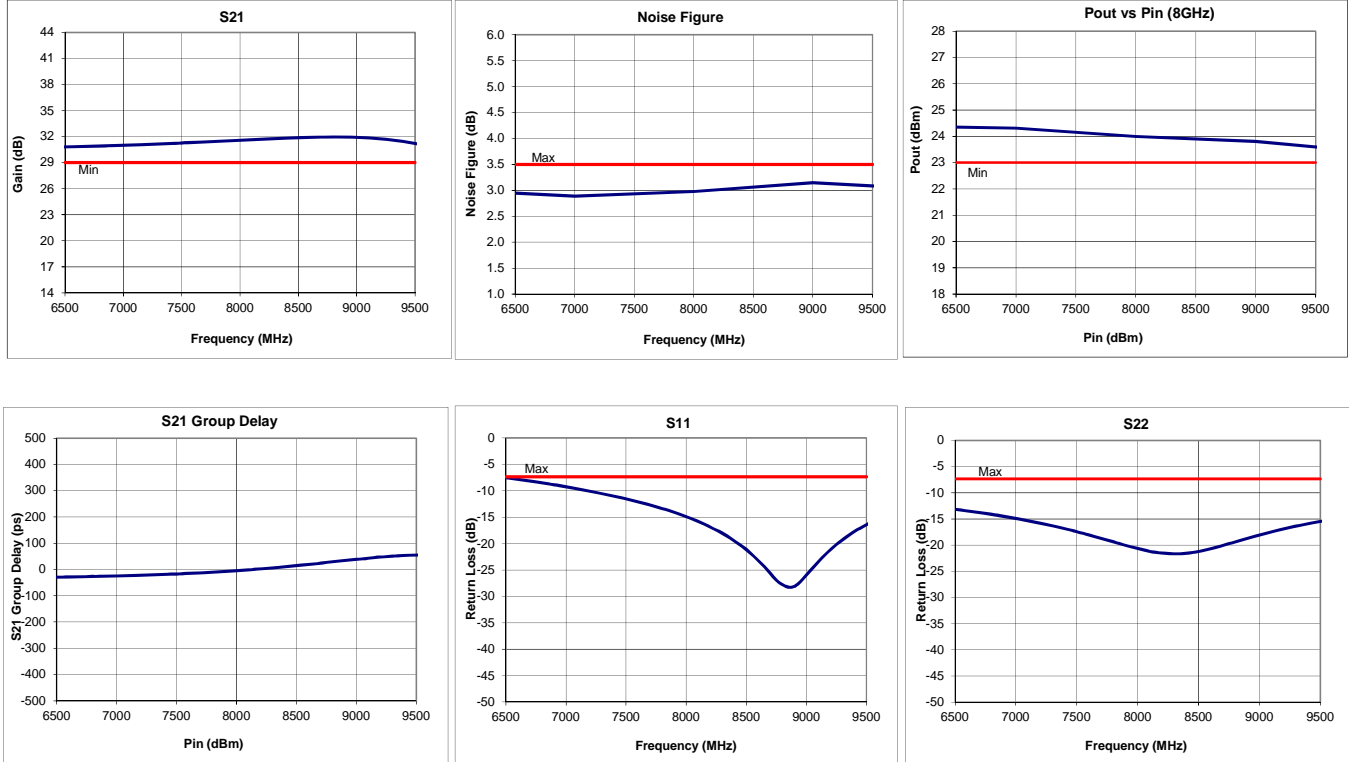 S21
Gain (dB)
44
41
38
35
32
29
26
23
20
17
14
Min
6500 7000 7500 8000 8500 9000 9500
Frequency (MHz)
Noise Figure
Noise Figure (dB)
6.0
5.5
5.0
4.5
4.0
3.5
3.0
2.5
2.0
1.5
1.0
Max
6500 7000 7500 8000 8500 9000 9500
Frequency (MHz)
Pout vs Pin (8GHz)
Pout (dBm)
28
27
26
25
24
23
22
21
20
19
18
Min
6500 7000 7500 8000 8500 9000 9500
Pin (dBm)
S21 Group Delay
S21 Group Delay (ps)
500
400
300
200
100
0
-100
-200
-300
-400
-500
6500 7000 7500 8000 8500 9000 9500
Pin (dBm)
S11
Return Loss (dB)
0
-5
-10
-15
-20
-25
-30
-35
-40
-45
-50
Max
6500 7000 7500 8000 8500 9000 9500
Frequency (MHz)
S22
Return Loss (dB)
0
-5
-10
-15
-20
-25
-30
-35
-40
-45
-50
Max
6500 7000 7500 8000 8500 9000 9500
Frequency (MHz)